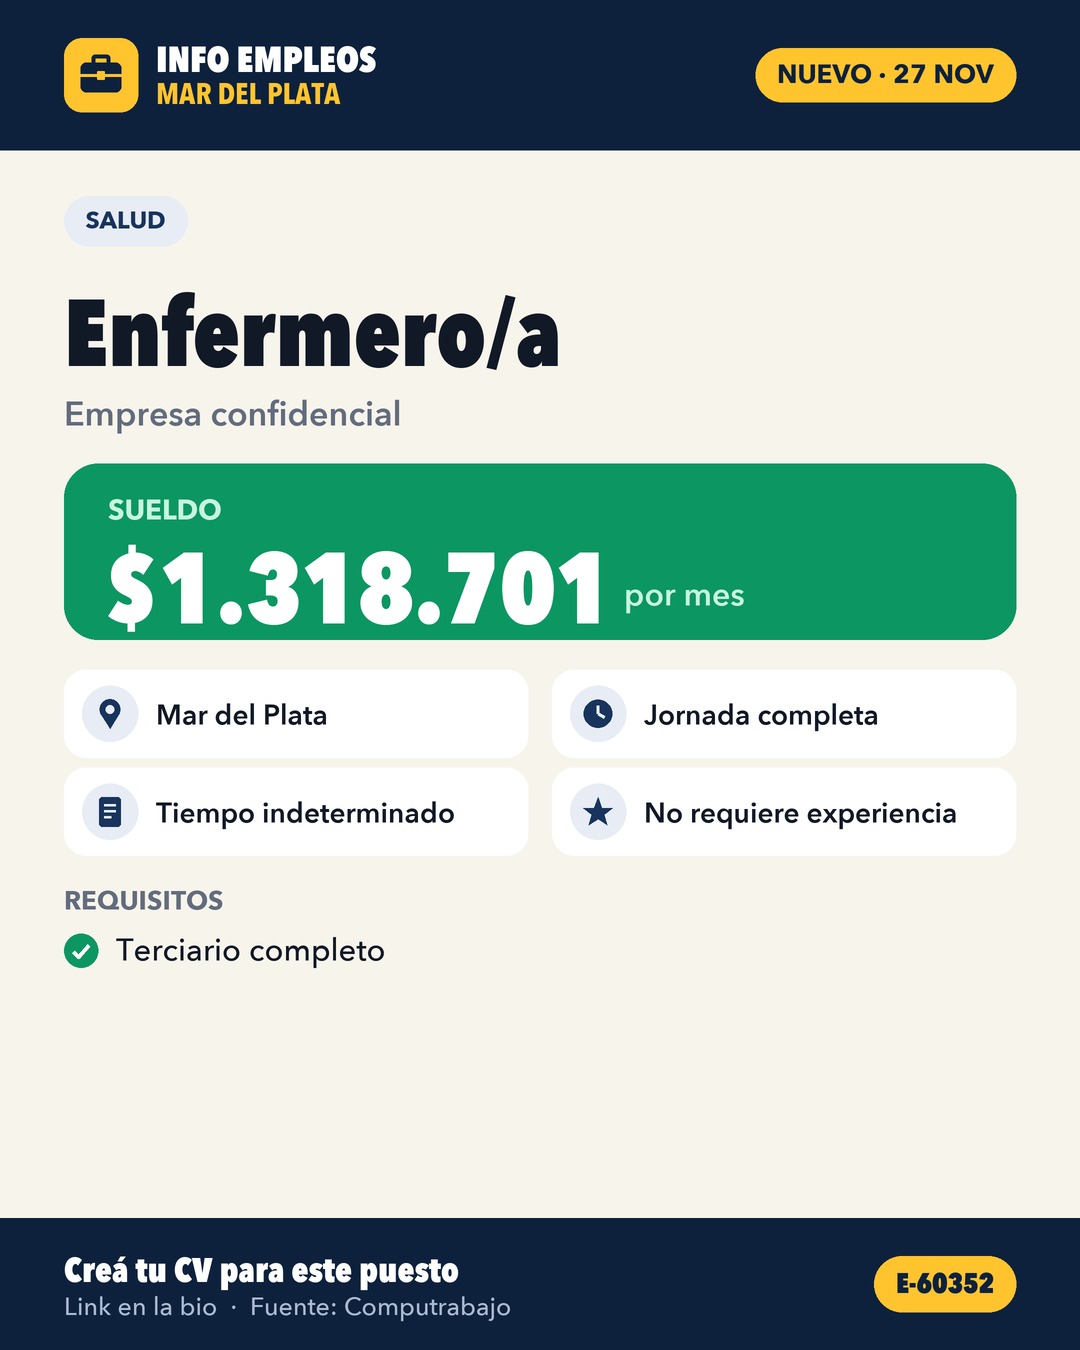 INFO EMPLEOS
MAR DEL PLATA
NUEVO · 27 NOV
SALUD
Enfermero/a
Empresa confidencial
SUELDO
$1.318.701 por mes
Mar del Plata
Jornada completa
Tiempo indeterminado
No requiere experiencia
REQUISITOS
Terciario completo
Creá tu CV para este puesto
Link en la bio · Fuente: Computrabajo
E-60352